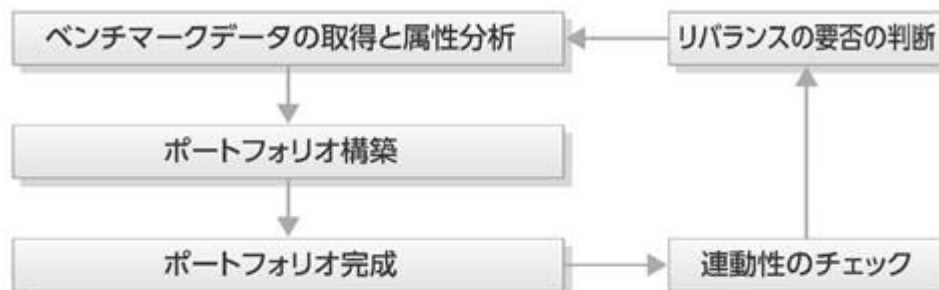 ベンチマークデータの取得と属性分析
リバランスの要否の判断
ポートフォリオ構築
ポートフォリオ完成
連動性のチェック